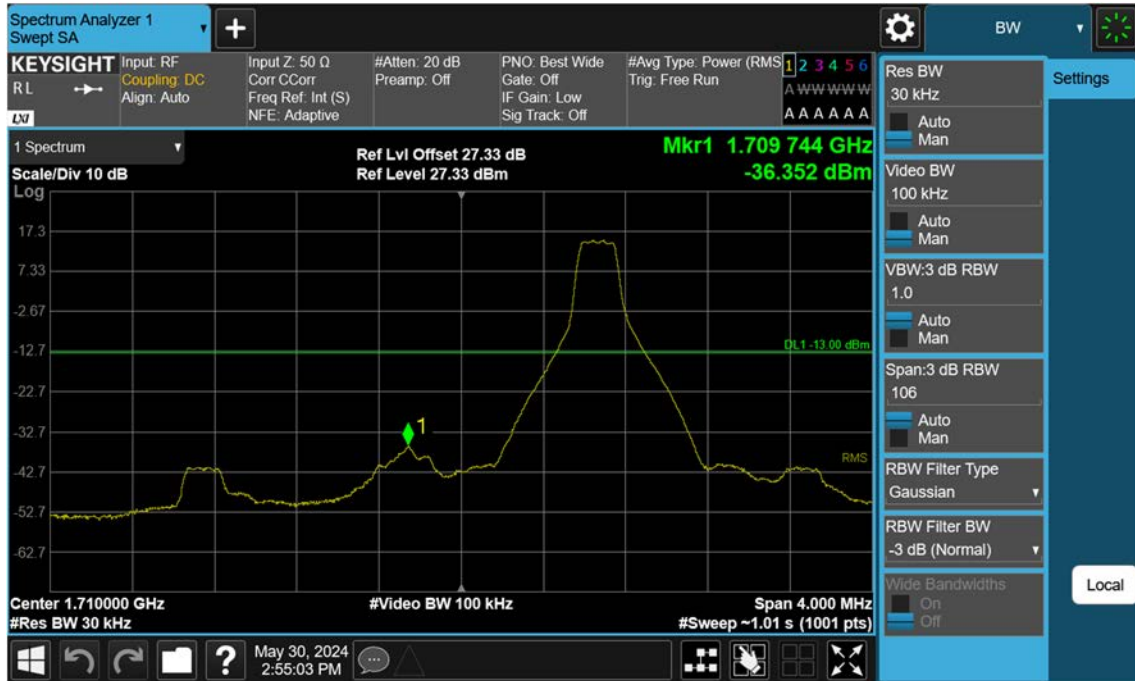 Spectrum Analyzer 1
Swept SA
BW
KEYSIGHT
R L
LXI
Input: RF
Coupling: DC
Align: Auto
Input Z: 50 Ω
Corr CCorr
Freq Ref: Int (S)
NFE: Adaptive
#Atten: 20 dB
Preamp: Off
PNO: Best Wide
Gate: Off
IF Gain: Low
Sig Track: Off
#Avg Type: Power (RMS
Trig: Free Run
1 2 3 4 5 6
A W W W W W
A A A A A A
1 Spectrum
Scale/Div 10 dB
Ref Lvl Offset 27.33 dB
Ref Level 27.33 dBm
Mkr1 1.709 744 GHz
-36.352 dBm
Log
17.3
7.33
-2.67
-12.7
-22.7
-32.7
-42.7
-52.7
-62.7
DL1 -13.00 dBm
1
RMS
Center 1.710000 GHz
#Video BW 100 kHz
Span 4.000 MHz
#Res BW 30 kHz
#Sweep ~1.01 s (1001 pts)
May 30, 2024
2:55:03 PM
Res BW
30 kHz
Auto
Man
Video BW
100 kHz
Auto
Man
VBW:3 dB RBW
1.0
Auto
Man
Span:3 dB RBW
106
Auto
Man
RBW Filter Type
Gaussian
RBW Filter BW
-3 dB (Normal)
Wide Bandwidths
On
Off
Settings
Local